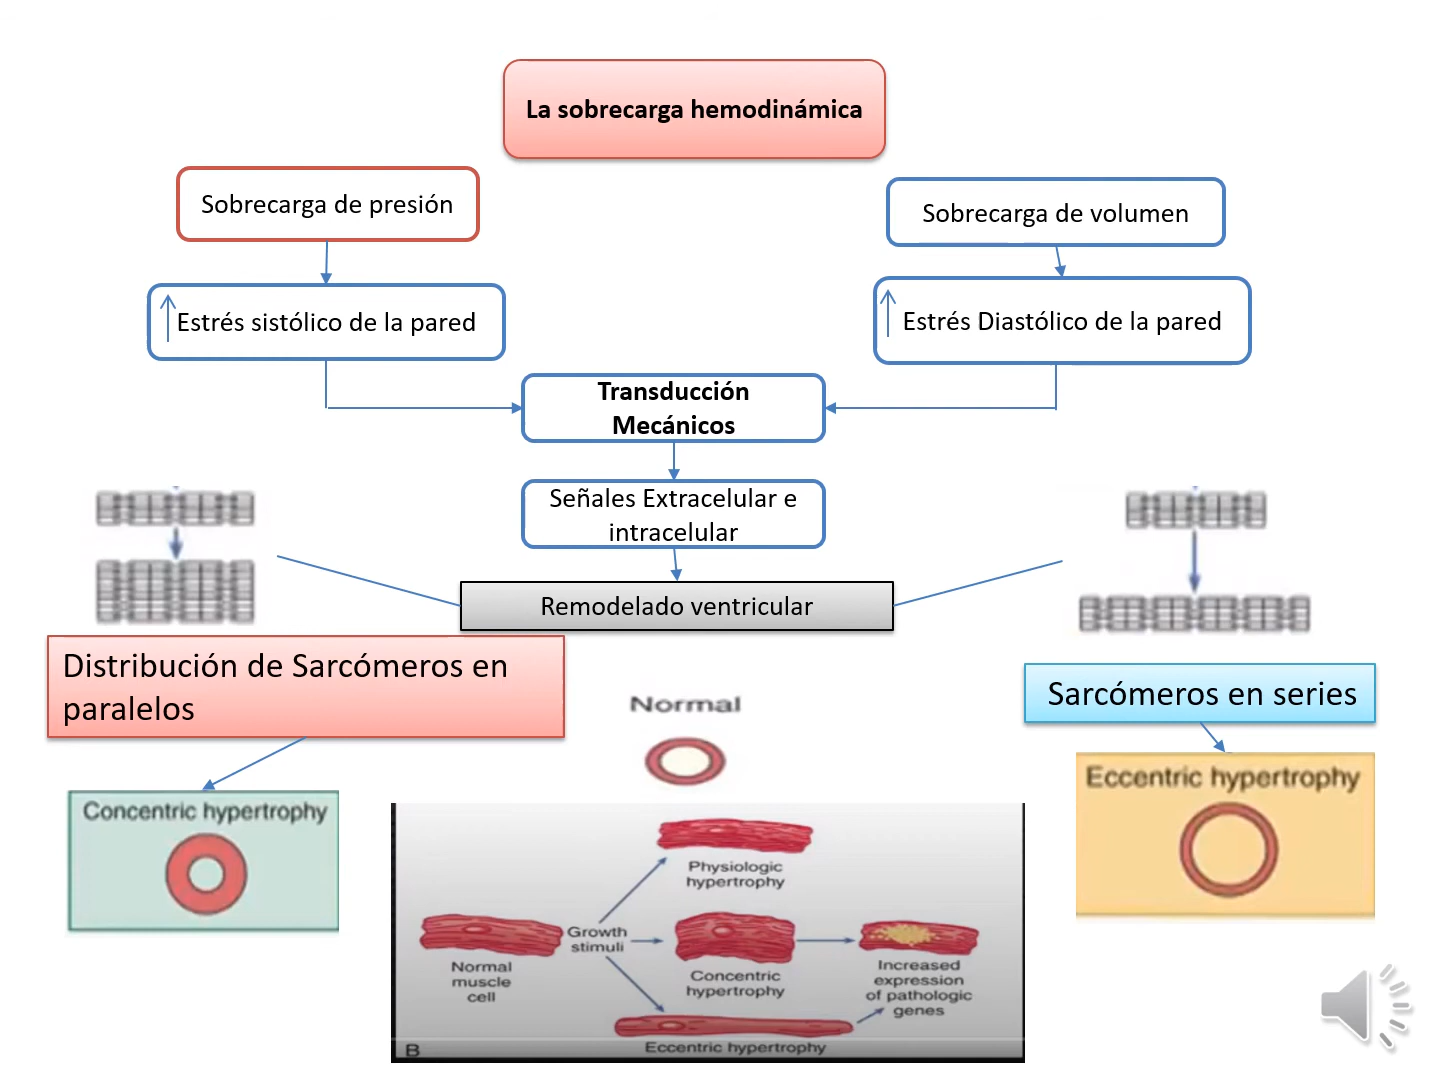 La sobrecarga hemodinámica
Sobrecarga de presión
Sobrecarga de volumen
Estrés sistólico de la pared
Estrés Diastólico de la pared
Transducción
Mecánicos
Señales Extracelular e
intracelular
Remodelado ventricular
Distribución de Sarcómeros en
paralelos
Sarcómeros en series
Normal
Concentric hypertrophy
Eccentric hypertrophy
Physiologic
hypertrophy
Growth
stimuli
Normal
muscle
cell
Concentric
hypertrophy
Increased
expression
of pathologic
genes
Eccentric hypertrophy
B